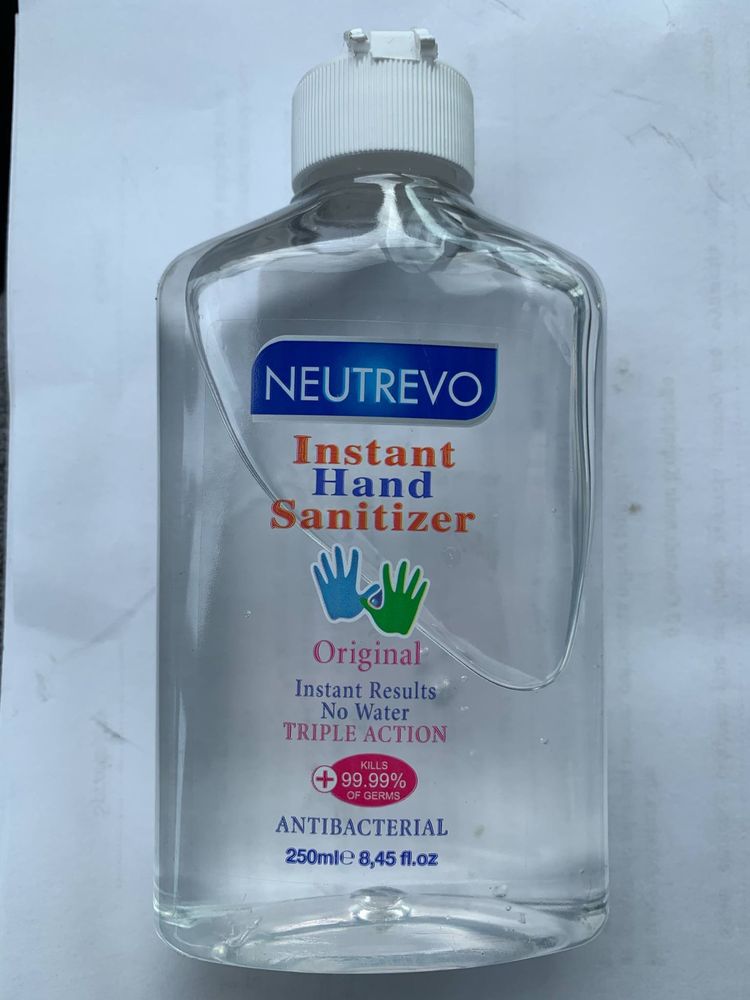 NEUTREVO
Instant
Hand
Sanitizer
Original
Instant Results
No Water
TRIPLE ACTION
KILLS
99.99%
OF GERMS
ANTIBACTERIAL
250ml℮ 8,45 fl.oz